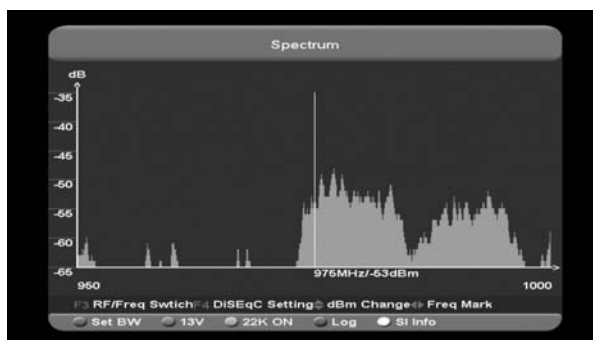 Spectrum
dB
-35
-40
-45
-50
-55
-60
-65
975MHz/-53dBm
950 1000
F3 RF/Freq Swtich F4 DiSEqC Setting dBm Change Freq Mark
Set BW 13V 22K ON Log SI Info